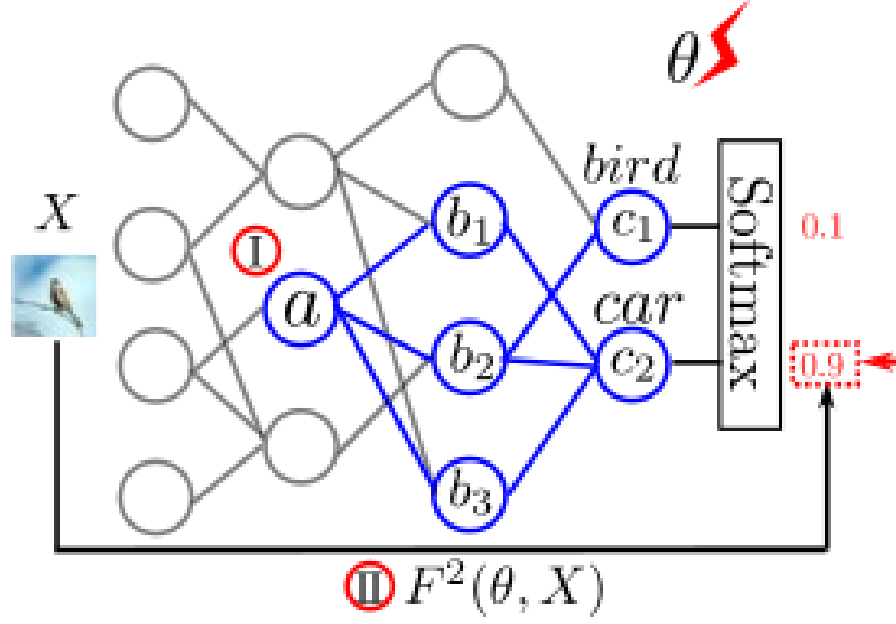 θ
X
bird
b₁
c₁
0.1
Ⅰ
a
car
b₂
c₂
0.9
Softmax
b₃
Ⅱ F²(θ, X)